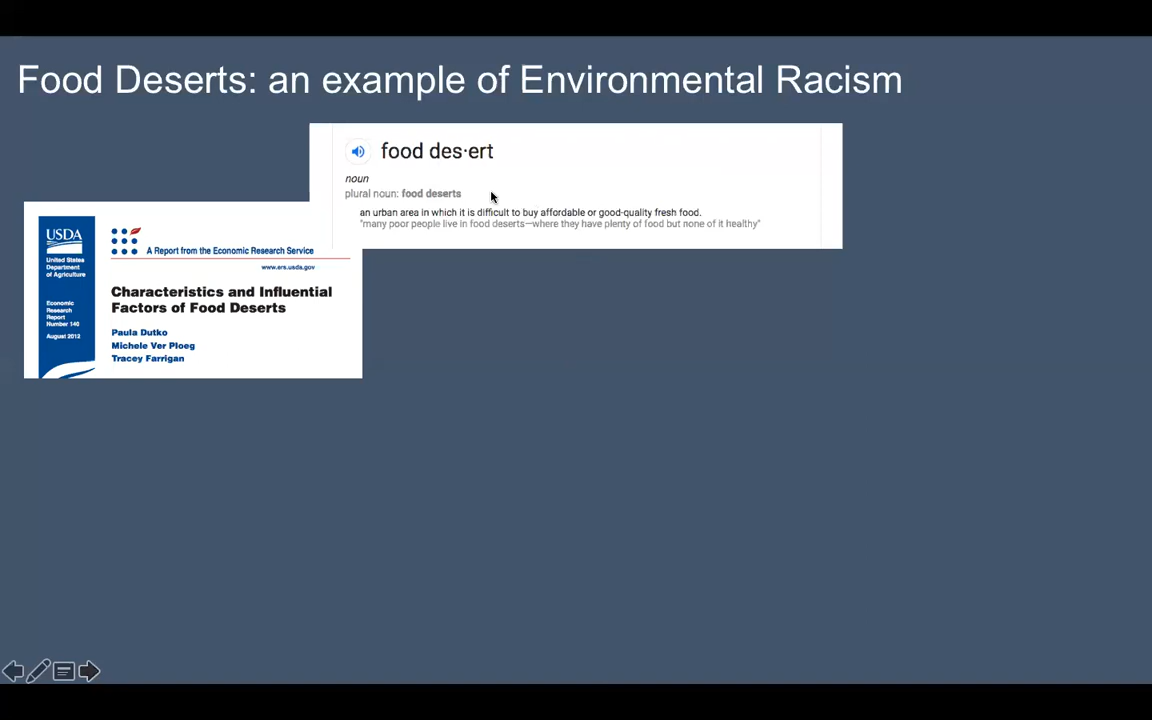 Food Deserts: an example of Environmental Racism
food des·ert
noun
plural noun: food deserts
an urban area in which it is difficult to buy affordable or good-quality fresh food.
"many poor people live in food deserts—where they have plenty of food but none of it healthy"
USDA
United States
Department
of Agriculture
Economic
Research
Report
Number 140
August 2012
A Report from the Economic Research Service
www.ers.usda.gov
Characteristics and Influential
Factors of Food Deserts
Paula Dutko
Michele Ver Ploeg
Tracey Farrigan